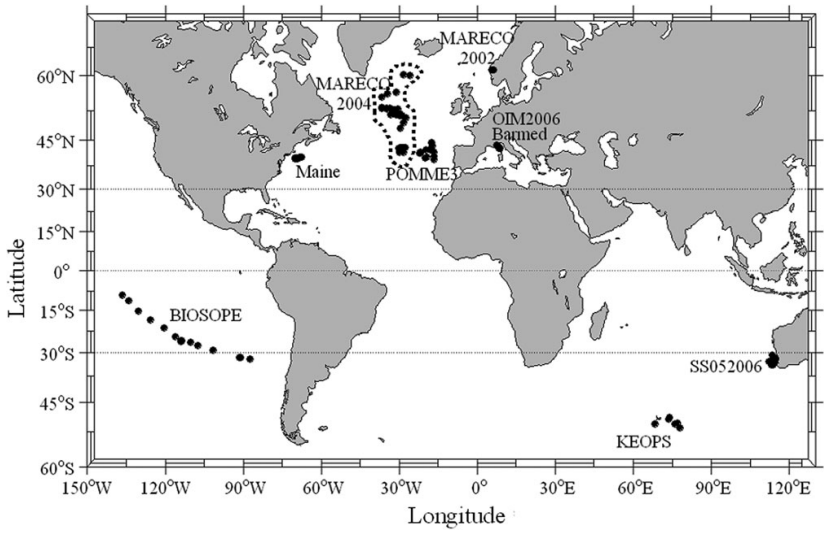 MARECO
2002
60°N
MARECO
2004
OIM2006
Barmed
45°N
Maine
POMME3
30°N
15°N
Latitude
0°
15°S
BIOSOPE
30°S
SS052006
45°S
KEOPS
60°S
150°W 120°W 90°W 60°W 30°W 0° 30°E 60°E 90°E 120°E
Longitude